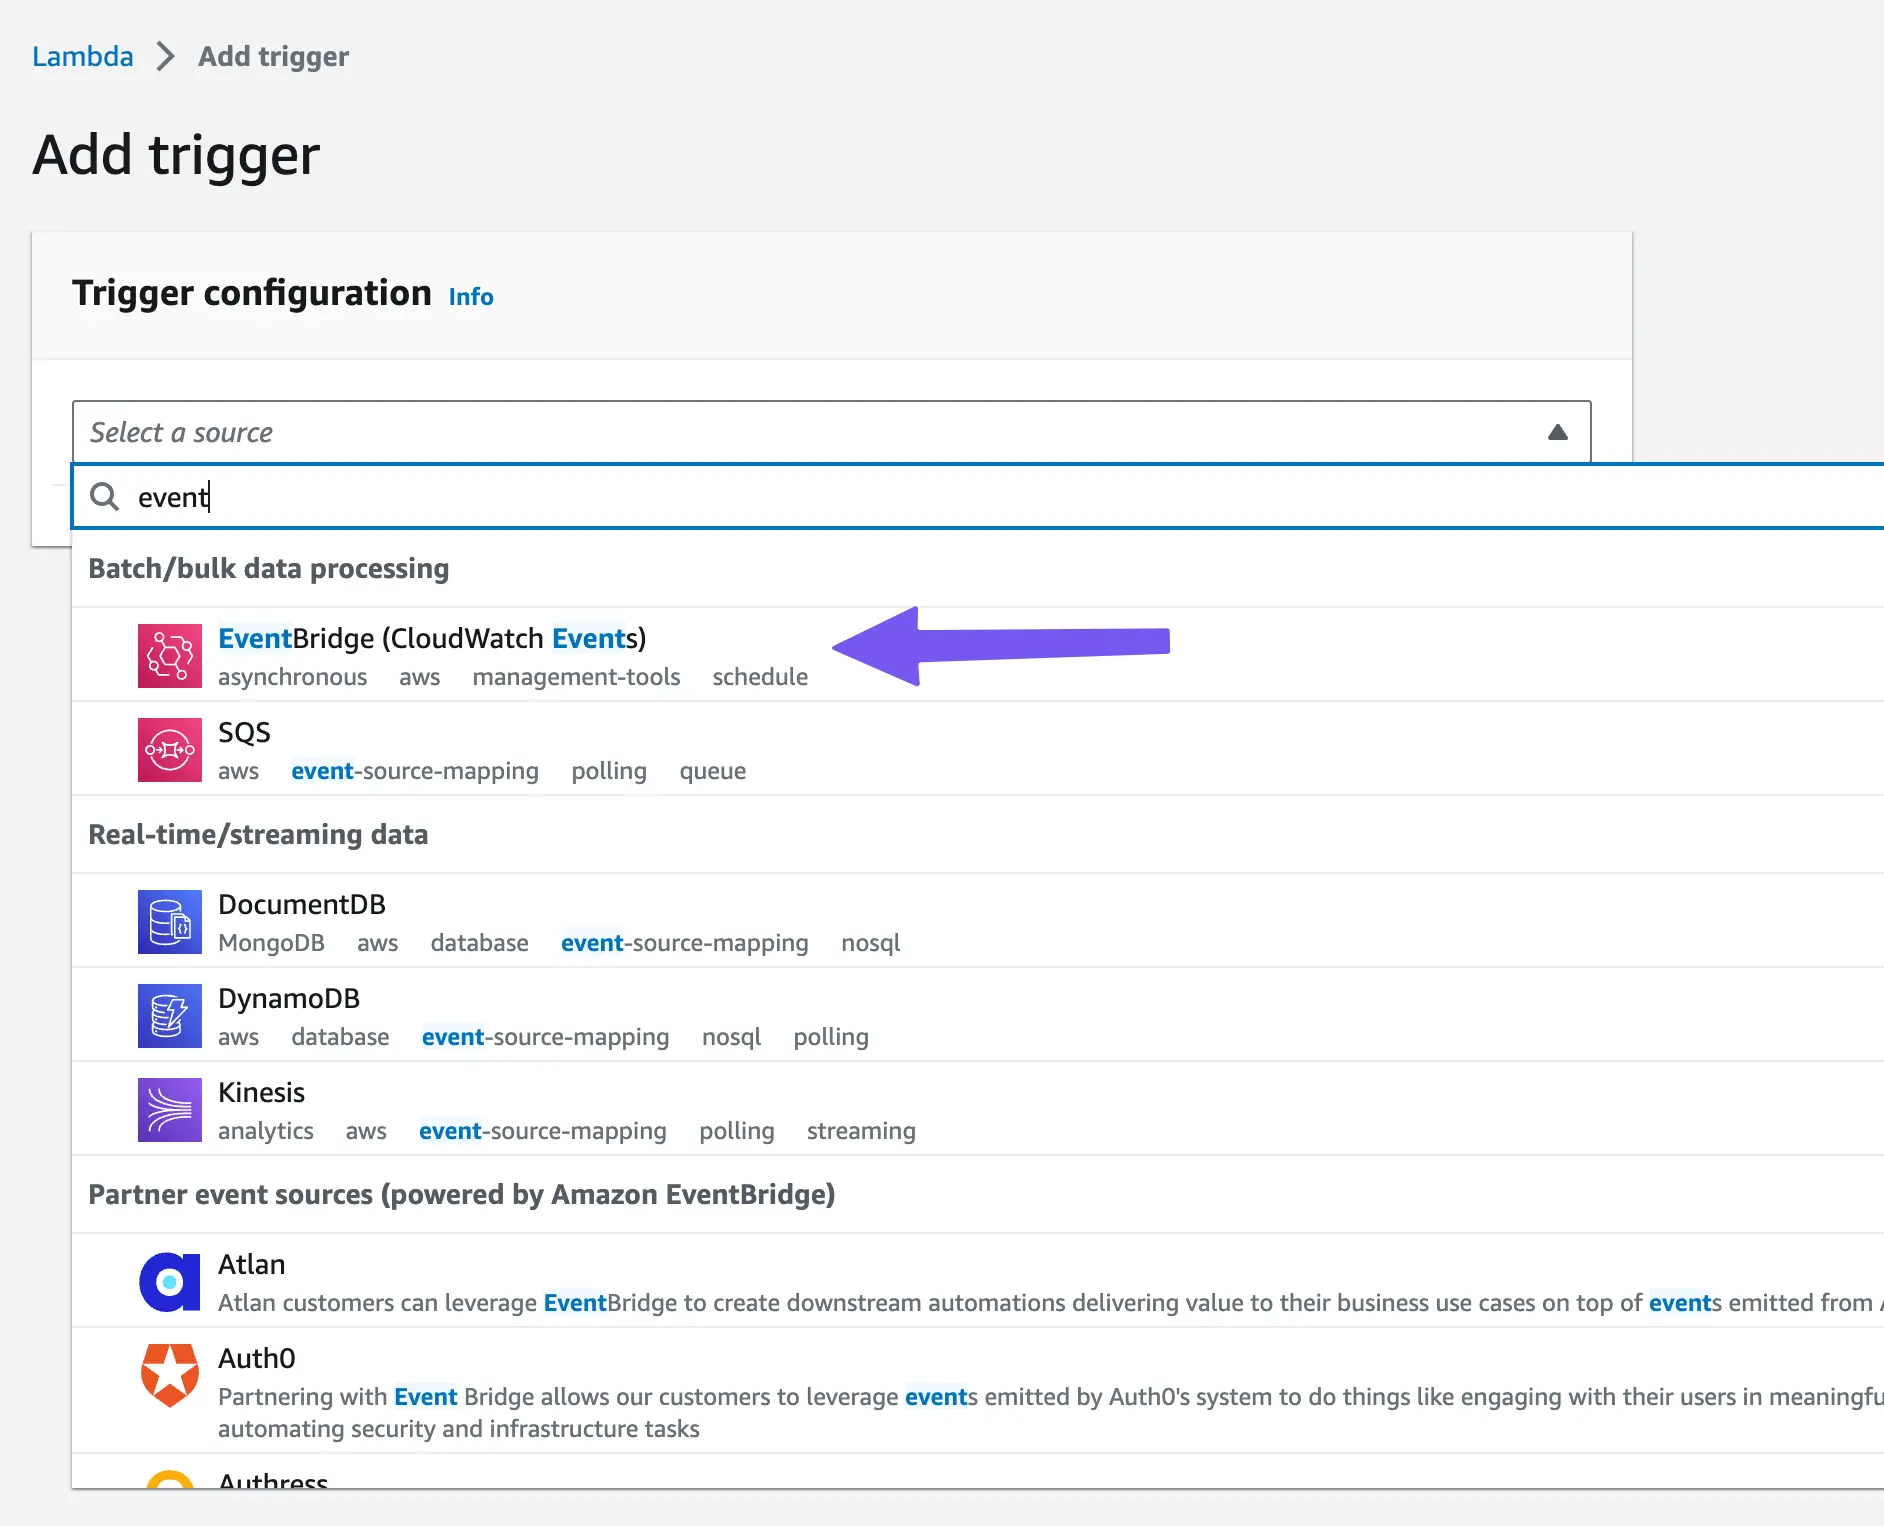 Lambda > Add trigger
Add trigger
Trigger configuration Info
Select a source
event
Batch/bulk data processing
EventBridge (CloudWatch Events)
asynchronous aws management-tools schedule
SQS
aws event-source-mapping polling queue
Real-time/streaming data
DocumentDB
MongoDB aws database event-source-mapping nosql
DynamoDB
aws database event-source-mapping nosql polling
Kinesis
analytics aws event-source-mapping polling streaming
Partner event sources (powered by Amazon EventBridge)
Atlan
Atlan customers can leverage EventBridge to create downstream automations delivering value to their business use cases on top of events emitted from
Auth0
Partnering with Event Bridge allows our customers to leverage events emitted by Auth0's system to do things like engaging with their users in meaningfu
automating security and infrastructure tasks
Authress